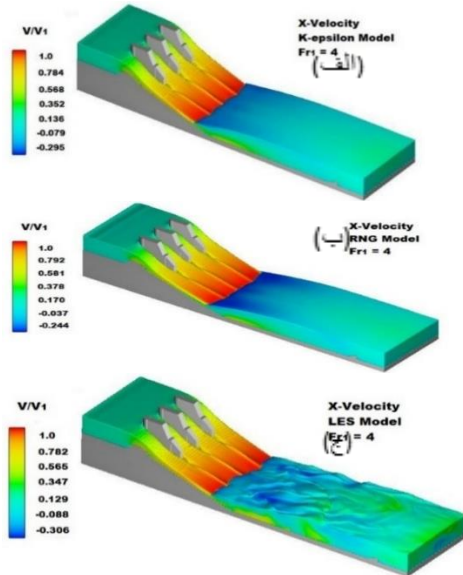 V/V1
1.0
0.784
0.568
0.352
0.136
-0.079
-0.295
X-Velocity
K-epsilon Model
Fr1 = 4
(الف)
V/V1
1.0
0.792
0.581
0.378
0.170
-0.037
-0.244
X-Velocity
(ب)
RNG Model
Fr1 = 4
V/V1
1.0
0.782
0.565
0.347
0.129
-0.088
-0.306
X-Velocity
LES Model
Fr1 = 4
(ج)